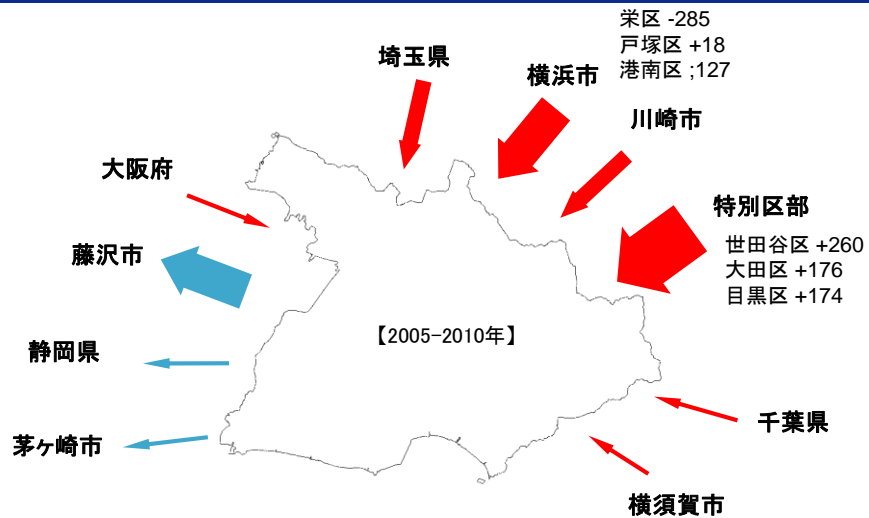 栄区 -285
戸塚区 +18
港南区 ;127
埼玉県
横浜市
川崎市
大阪府
特別区部
世田谷区 +260
大田区 +176
目黒区 +174
藤沢市
【2005-2010年】
静岡県
千葉県
茅ヶ崎市
横須賀市